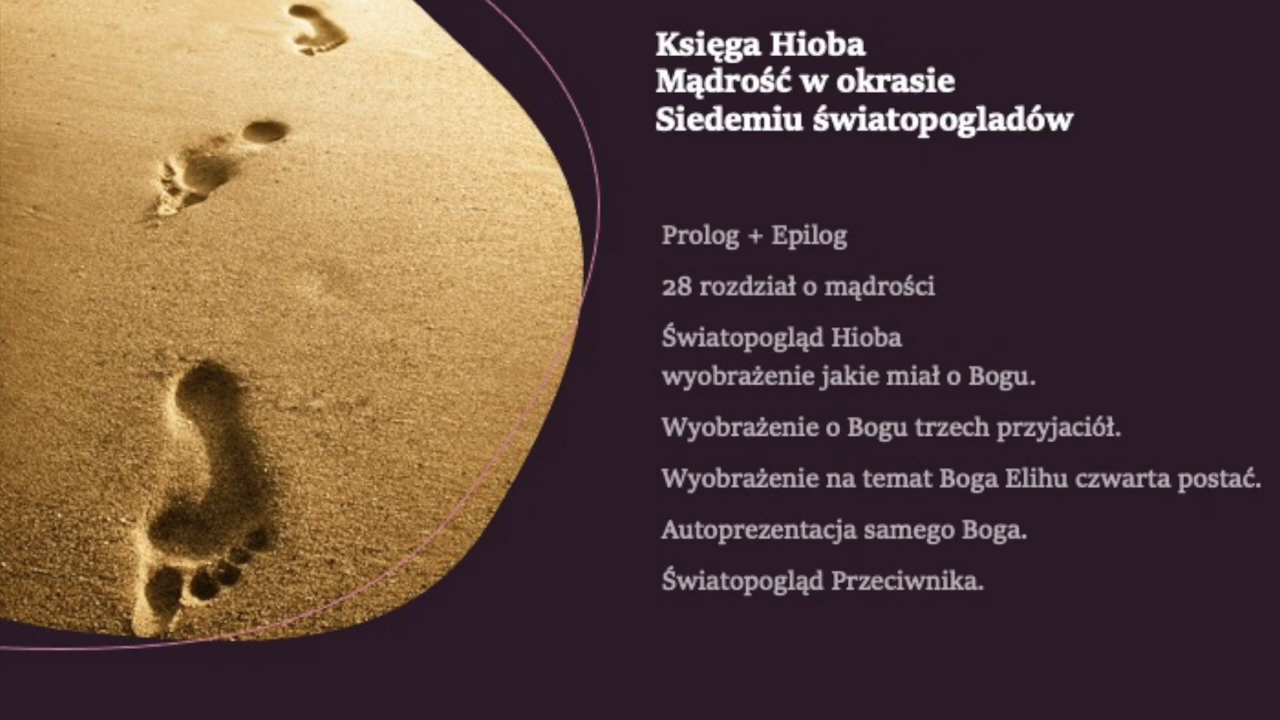 Księga Hioba
Mądrość w okrasie
Siedemiu światopogladów
Prolog + Epilog
28 rozdział o mądrości
Światopogląd Hioba
wyobrażenie jakie miał o Bogu.
Wyobrażenie o Bogu trzech przyjaciół.
Wyobrażenie na temat Boga Elihu czwarta postać.
Autoprezentacja samego Boga.
Światopogląd Przeciwnika.